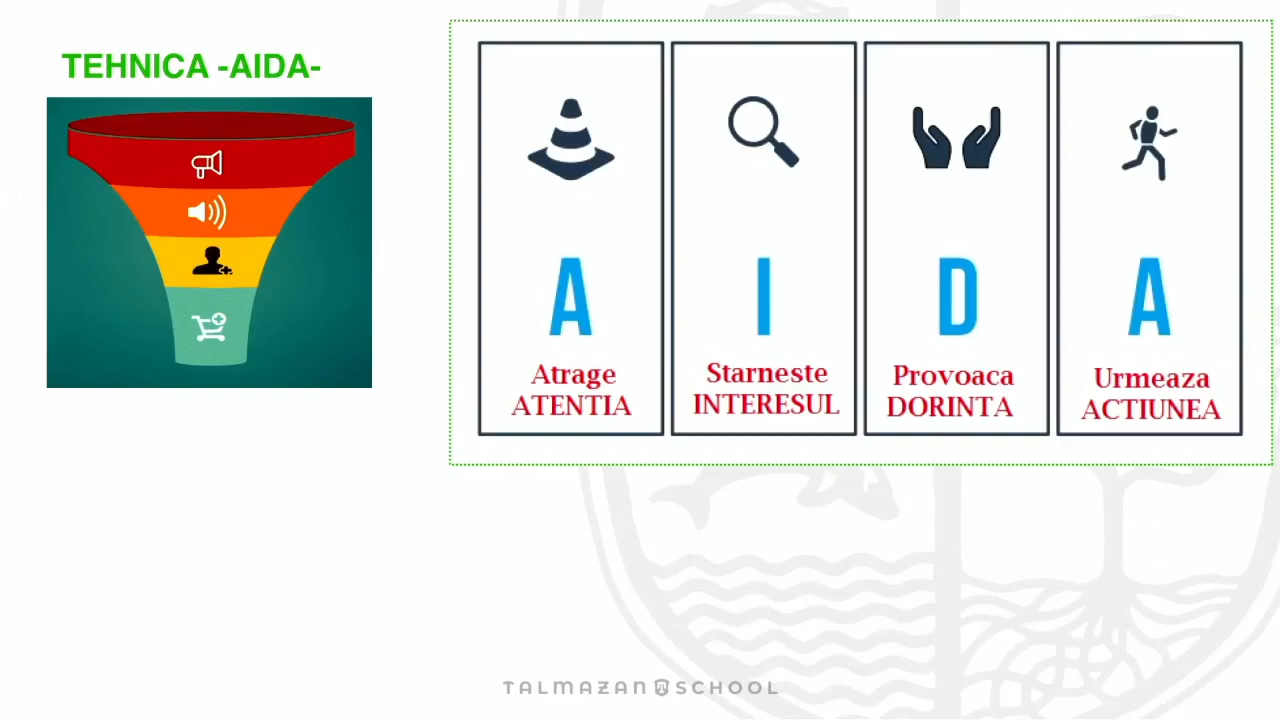 TEHNICA -AIDA-
A
Atrage
ATENTIA
I
Starneste
INTERESUL
D
Provoaca
DORINTA
A
Urmeaza
ACTIUNEA
TALMAZAN SCHOOL